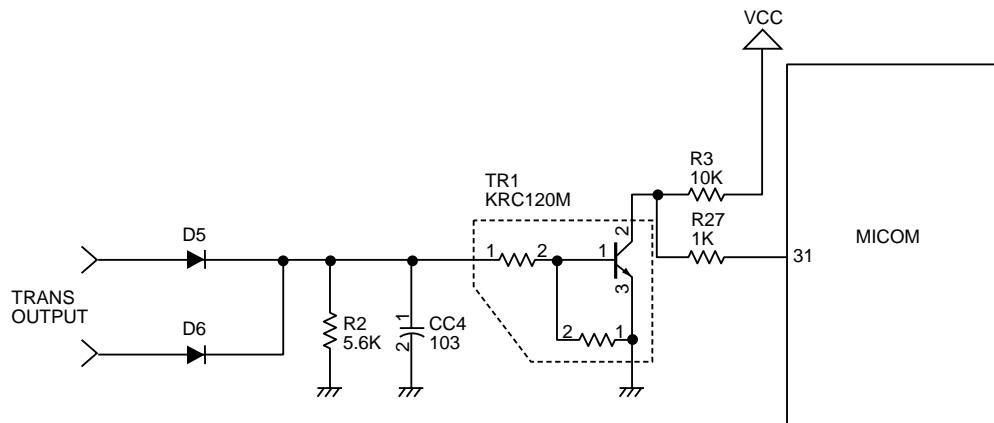 VCC
R3
10K
TR1
KRC120M
R27
1K
MICOM
31
2
1
2
1
3
2
1
D5
TRANS
OUTPUT
D6
R2
5.6K
1
2
CC4
103